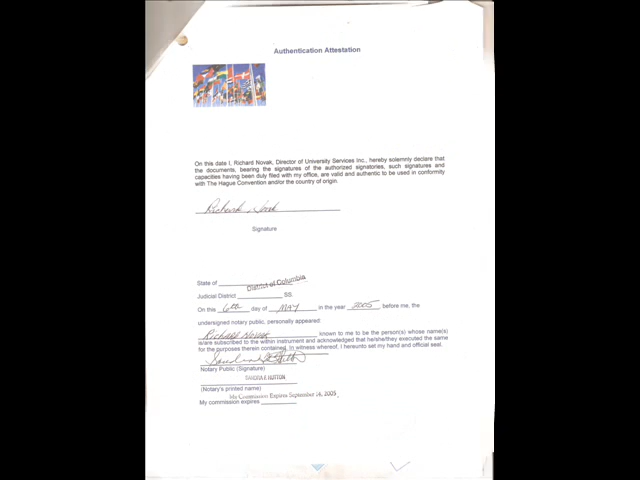 Authentication Attestation
On this date I, Richard Novak, Director of University Services Inc., hereby solemnly declare that
the documents, bearing the signatures of the authorized signatories, such signatures and
capacities having been duly filed with my office, are valid and authentic to be used in conformity
with The Hague Convention and/or the country of origin.
Signature
State of District of Columbia
Judicial District SS.
On this 6th day of MAY in the year 2005 before me, the
undersigned notary public, personally appeared:
Richard Novak known to me to be the person(s) whose name(s)
is/are subscribed to the within instrument and acknowledged that he/she/they executed the same
for the purposes therein contained. In witness whereof, I hereunto set my hand and official seal.
Notary Public (Signature)
SANDRA E HUTTON
(Notary's printed name)
My Commission Expires September 14, 2005
My commission expires